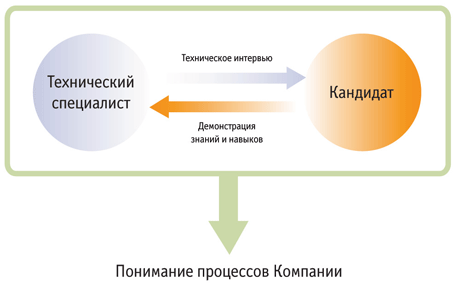 Техническое интервью
Технический
специалист
Кандидат
Демонстрация
знаний и навыков
Понимание процессов Компании